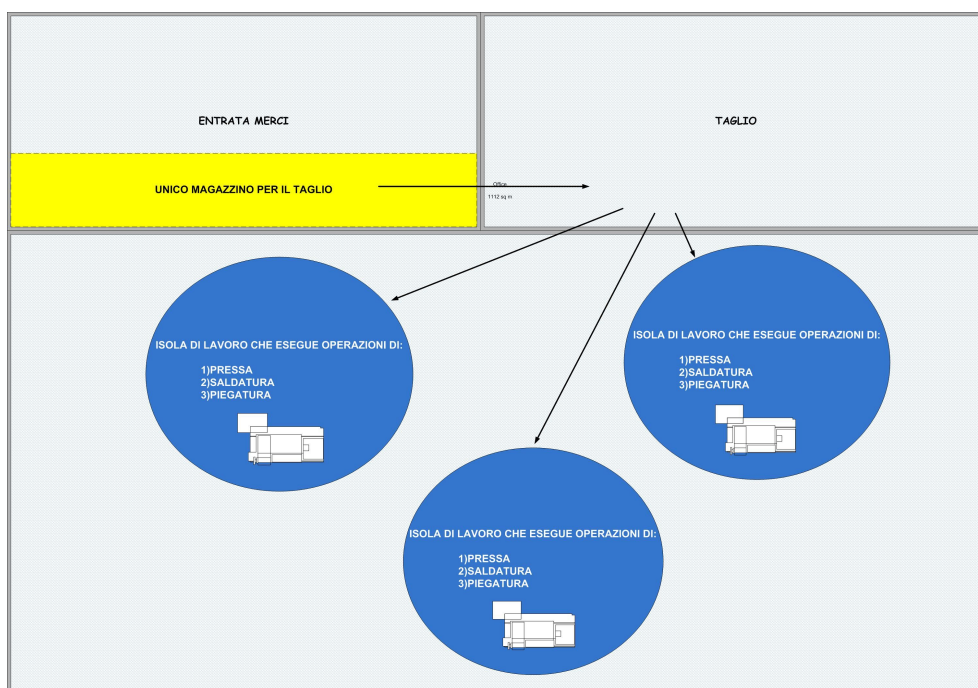 ENTRATA MERCI
TAGLIO
UNICO MAGAZZINO PER IL TAGLIO
Office
1112 sq m
ISOLA DI LAVORO CHE ESEGUE OPERAZIONI DI:
1)PRESSA
2)SALDATURA
3)PIEGATURA
ISOLA DI LAVORO CHE ESEGUE OPERAZIONI DI:
1)PRESSA
2)SALDATURA
3)PIEGATURA
ISOLA DI LAVORO CHE ESEGUE OPERAZIONI DI:
1)PRESSA
2)SALDATURA
3)PIEGATURA